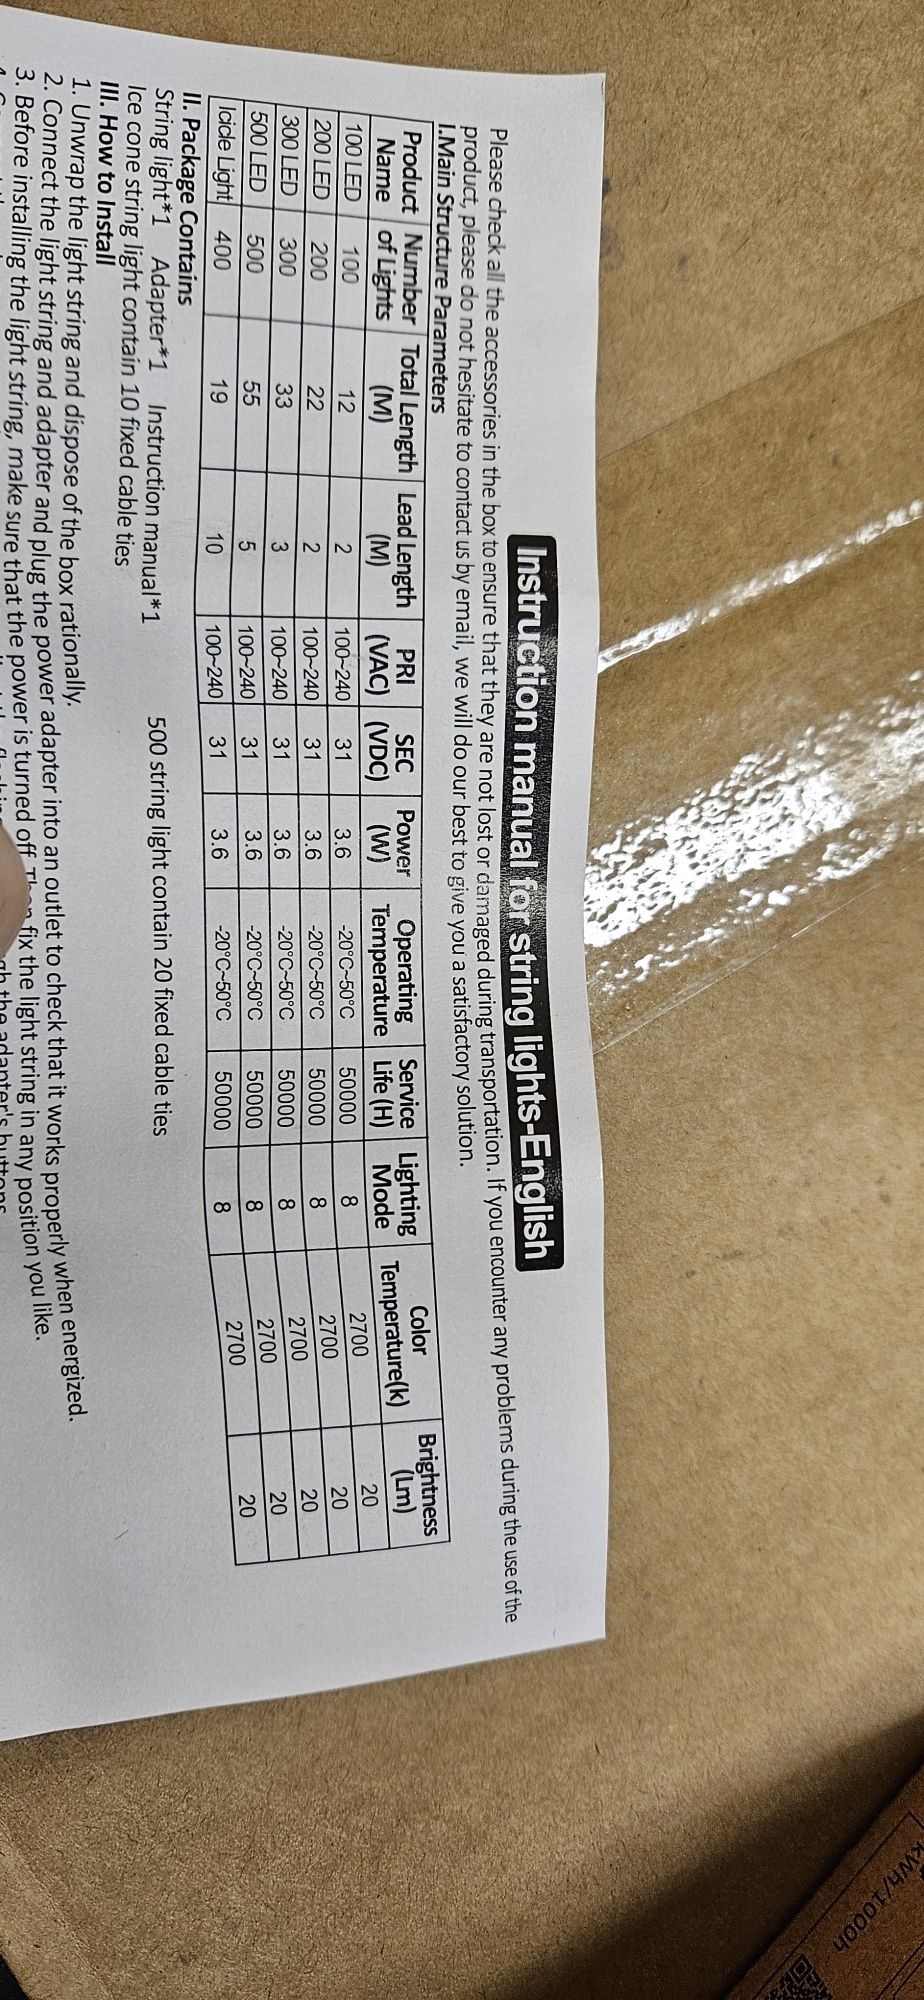 Instruction manual for string lights-English
Please check all the accessories in the box to ensure that they are not lost or damaged during transportation. If you encounter any problems during the use of the
product, please do not hesitate to contact us by email, we will do our best to give you a satisfactory solution.
I.Main Structure Parameters
Product Name Number of Lights Total Length (M) Lead Length (M) PRI (VAC) SEC (VDC) Power (W) Operating Temperature Service Life (H) Lighting Mode Color Temperature(k) Brightness (Lm)
100 LED 100 12 2 100~240 31 3.6 -20°C~50°C 50000 8 2700 20
200 LED 200 22 2 100~240 31 3.6 -20°C~50°C 50000 8 2700 20
300 LED 300 33 3 100~240 31 3.6 -20°C~50°C 50000 8 2700 20
500 LED 500 55 5 100~240 31 3.6 -20°C~50°C 50000 8 2700 20
Icicle Light 400 19 10 100~240 31 3.6 -20°C~50°C 50000 8 2700 20
II. Package Contains
String light*1 Adapter*1 Instruction manual*1 500 string light contain 20 fixed cable ties
Ice cone string light contain 10 fixed cable ties
III. How to Install
1. Unwrap the light string and dispose of the box rationally.
2. Connect the light string and adapter and plug the power adapter into an outlet to check that it works properly when energized.
3. Before installing the light string, make sure that the power is turned off. Then fix the light string in any position you like.
the adapter's buttons
kWh/1000h